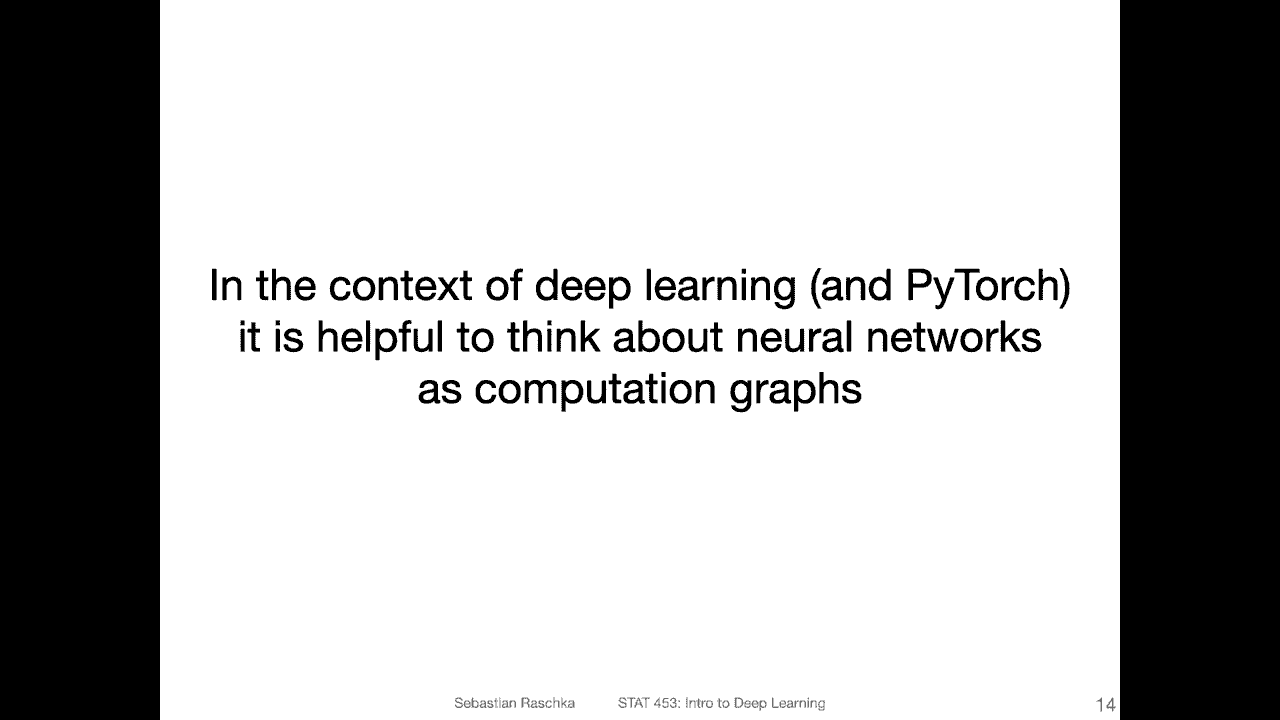 In the context of deep learning (and PyTorch)
it is helpful to think about neural networks
as computation graphs
Sebastian Raschka STAT 453: Intro to Deep Learning 14